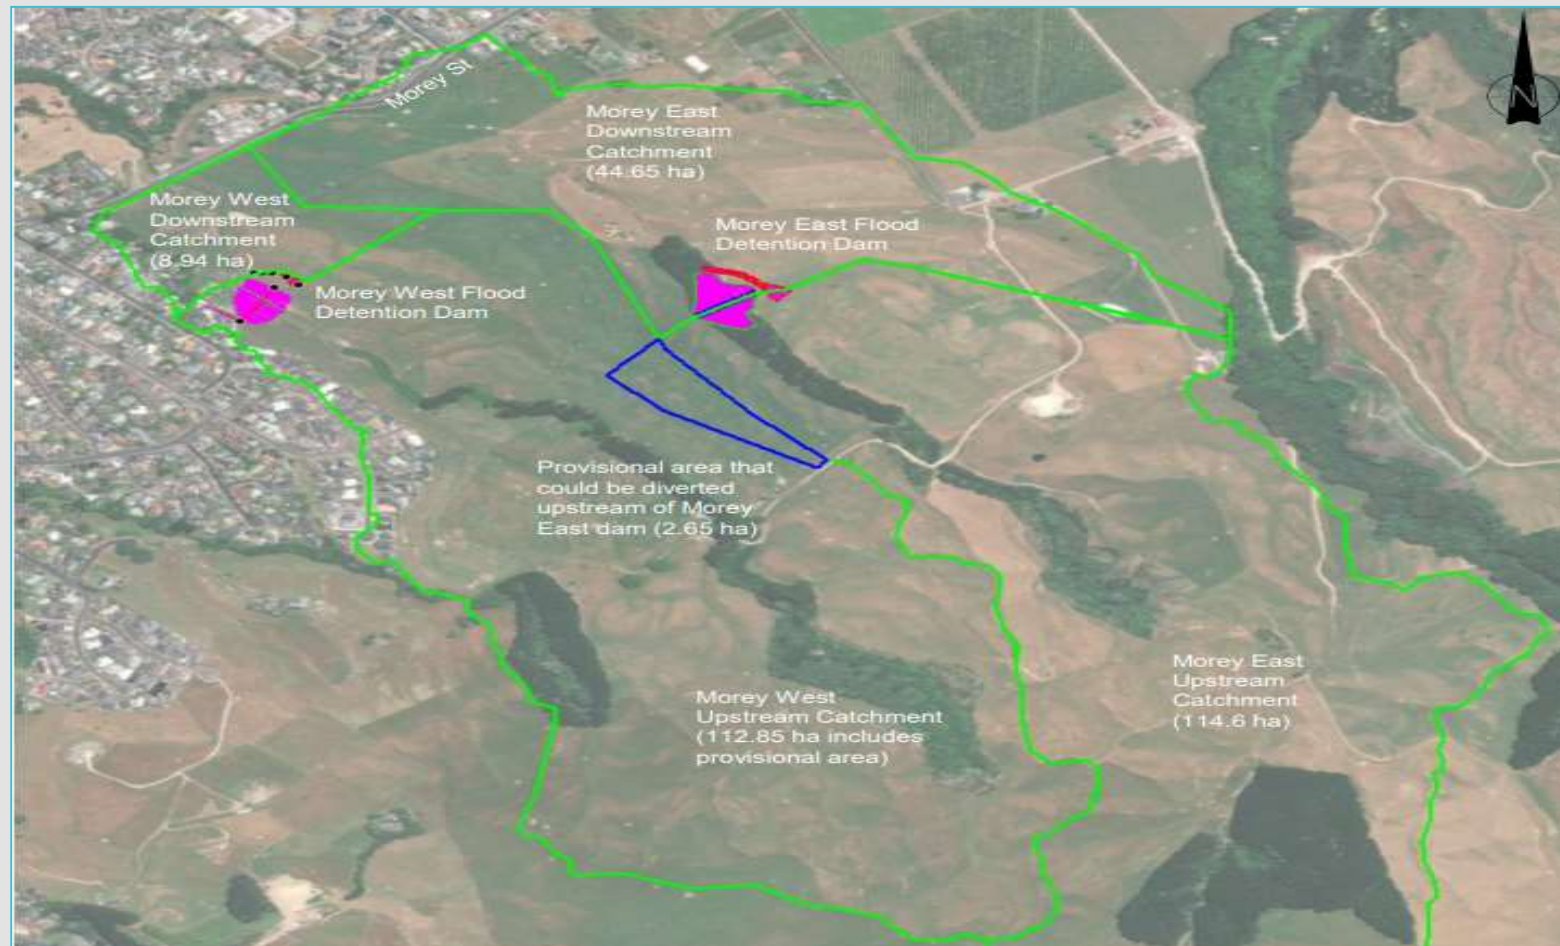 Morey St
N
Morey East
Downstream
Catchment
(44.65 ha)
Morey West
Downstream
Catchment
(8.94 ha)
Morey East Flood
Detention Dam
Morey West Flood
Detention Dam
Provisional area that
could be diverted
upstream of Morey
East dam (2.65 ha)
Morey East
Upstream
Catchment
(114.6 ha)
Morey West
Upstream Catchment
(112.85 ha includes
provisional area)